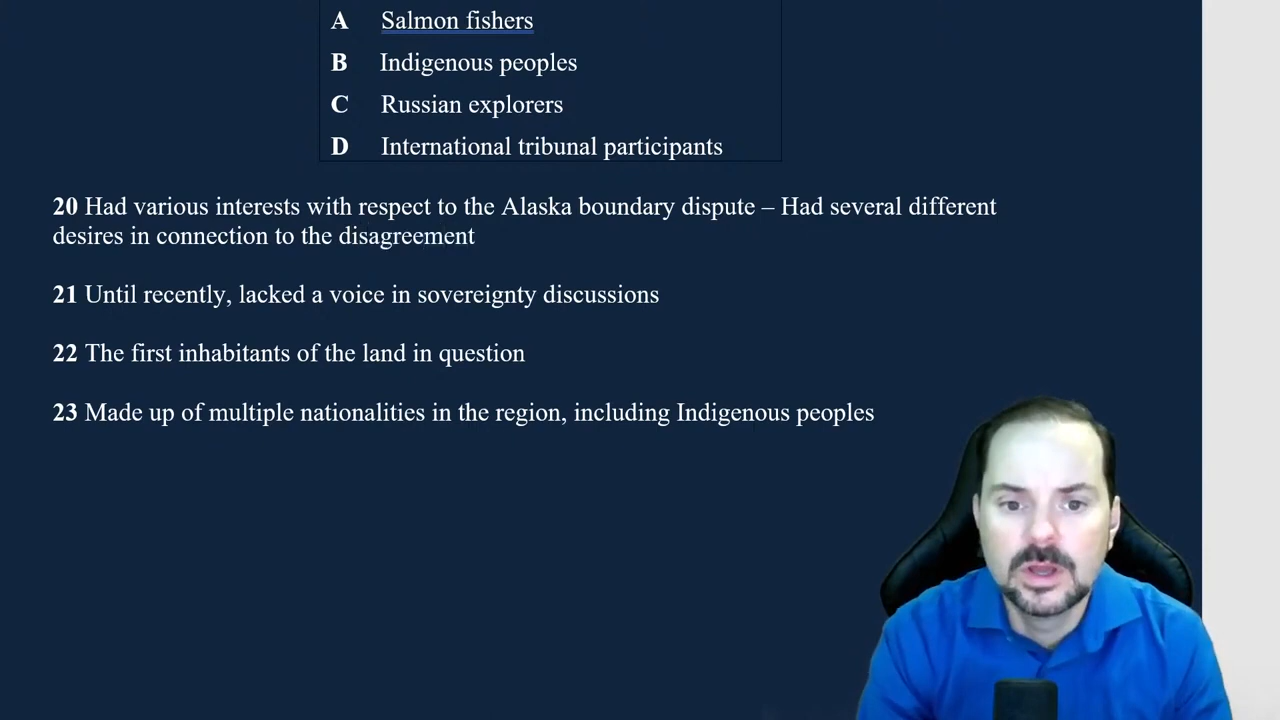 A Salmon fishers
B Indigenous peoples
C Russian explorers
D International tribunal participants
20 Had various interests with respect to the Alaska boundary dispute – Had several different
desires in connection to the disagreement
21 Until recently, lacked a voice in sovereignty discussions
22 The first inhabitants of the land in question
23 Made up of multiple nationalities in the region, including Indigenous peoples